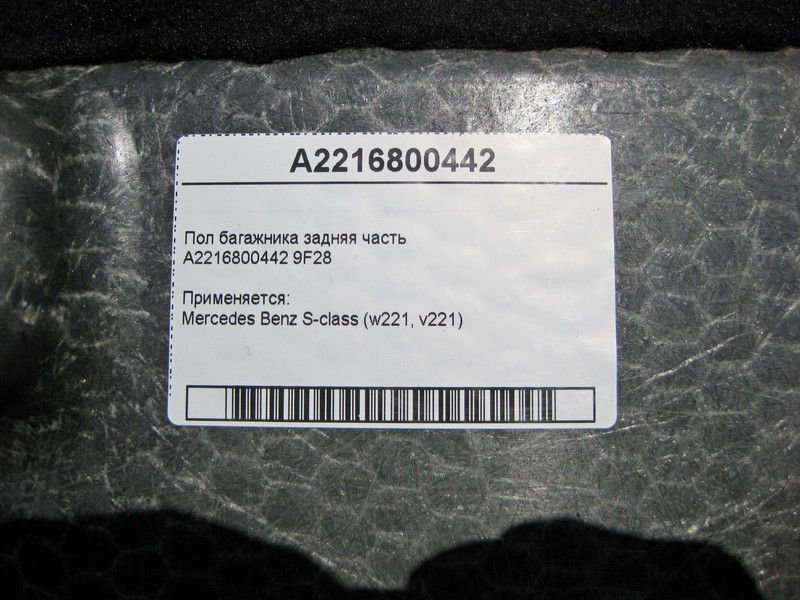 A2216800442
Пол багажника задняя часть
A2216800442 9F28
Применяется:
Mercedes Benz S-class (w221, v221)